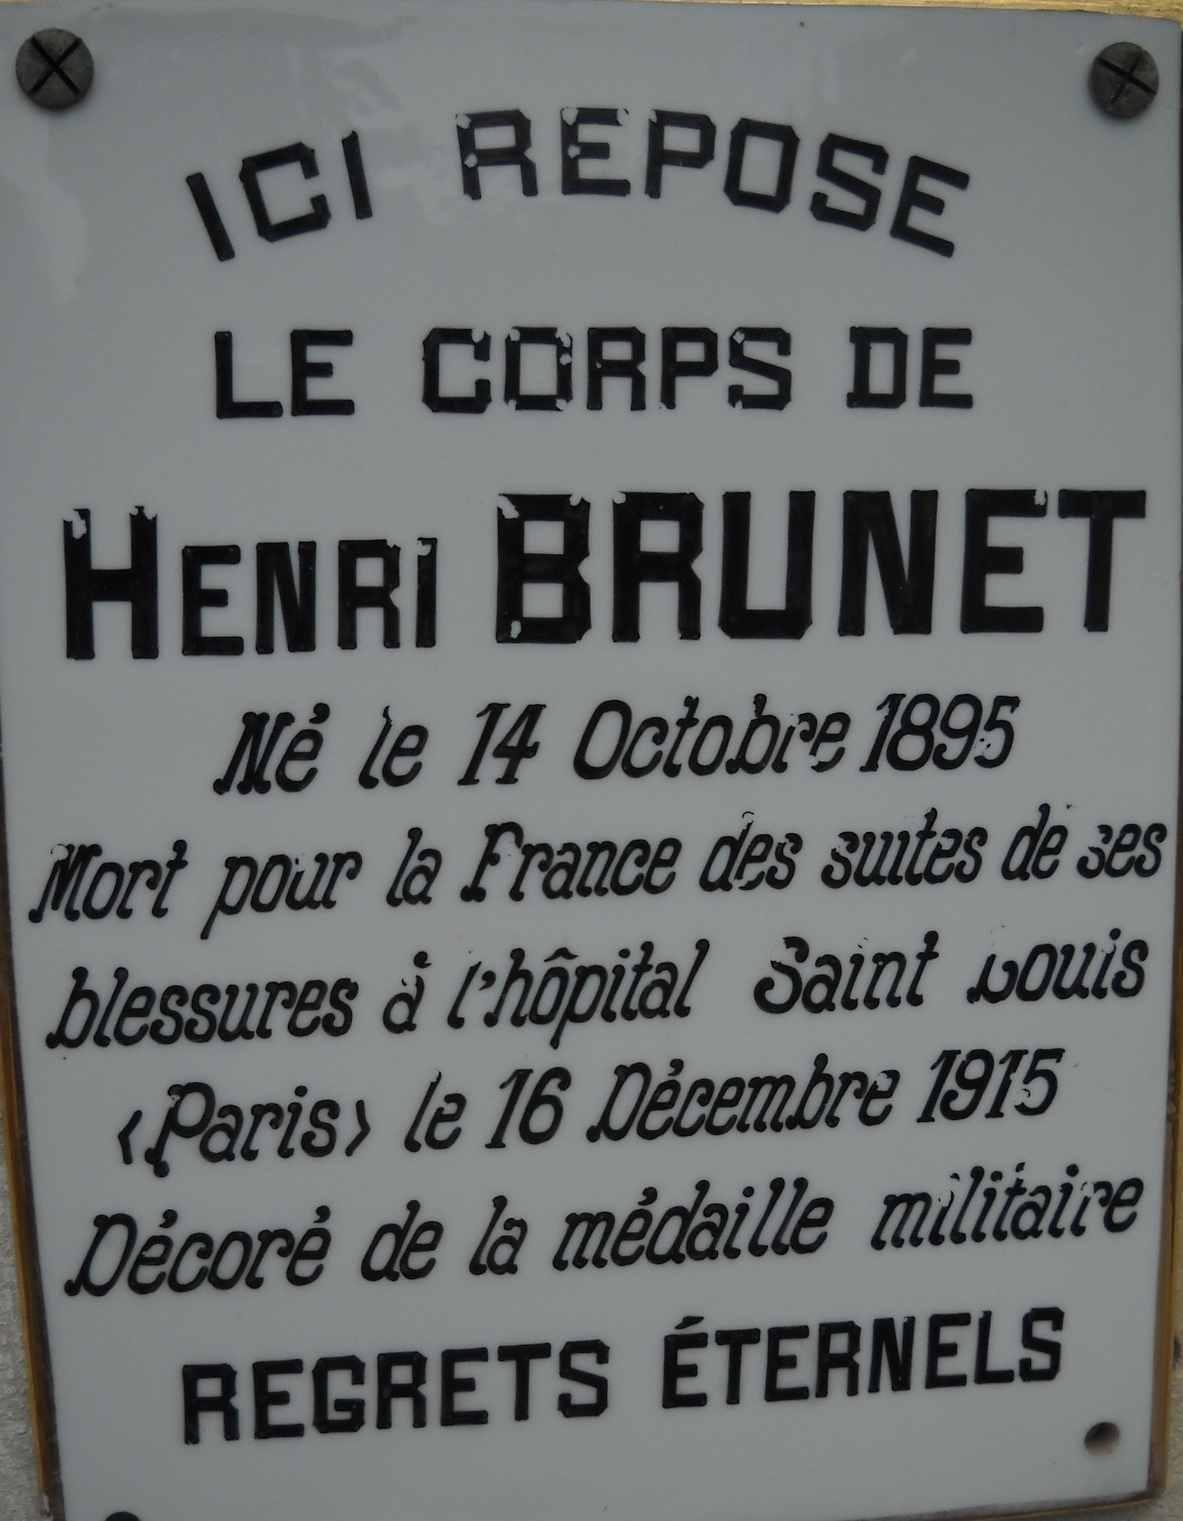 ICI REPOSE
LE CORPS DE
HENRI BRUNET
Né le 14 Octobre 1895
Mort pour la France des suites de ses
blessures à l'hôpital Saint Louis
<Paris> le 16 Décembre 1915
Décoré de la médaille militaire
REGRETS ÉTERNELS